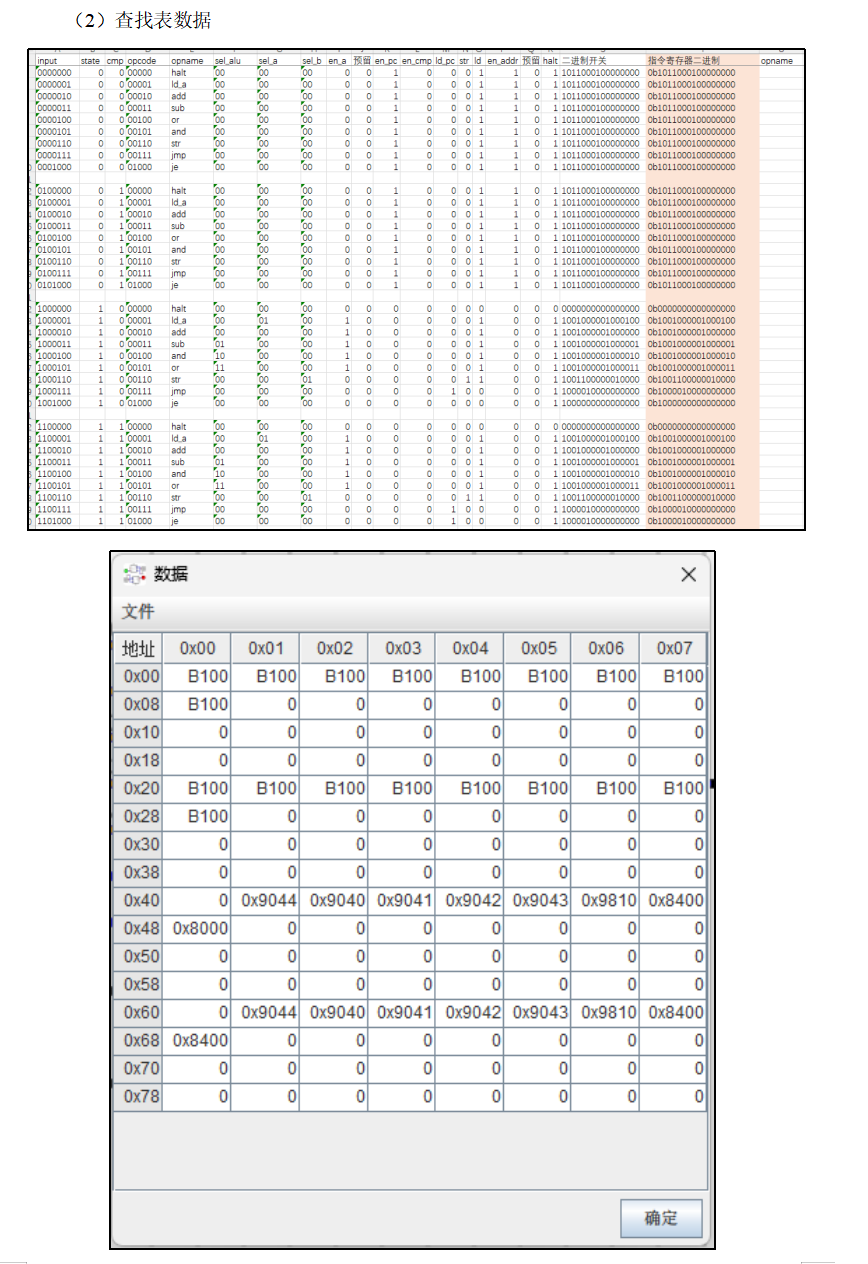 （2）查找表数据
input state cmp opcode opname sel_alu sel_a sel_b en_a 预留 en_pc en_cmp ld_pc str ld en_addr 预留 halt 二进制开关 指令寄存器二进制 opname
0000000 0 0 00000 halt 00 00 00 0 0 1 0 0 0 1 1 0 1 1011000100000000 0b1011000100000000
0000001 0 0 00001 ld_a 00 00 00 0 0 1 0 0 0 1 1 0 1 1011000100000000 0b1011000100000000
0000010 0 0 00010 add 00 00 00 0 0 1 0 0 0 1 1 0 1 1011000100000000 0b1011000100000000
0000011 0 0 00011 sub 00 00 00 0 0 1 0 0 0 1 1 0 1 1011000100000000 0b1011000100000000
0000100 0 0 00100 or 00 00 00 0 0 1 0 0 0 1 1 0 1 1011000100000000 0b1011000100000000
0000101 0 0 00101 and 00 00 00 0 0 1 0 0 0 1 1 0 1 1011000100000000 0b1011000100000000
0000110 0 0 00110 str 00 00 00 0 0 1 0 0 0 1 1 0 1 1011000100000000 0b1011000100000000
0000111 0 0 00111 jmp 00 00 00 0 0 1 0 0 0 1 1 0 1 1011000100000000 0b1011000100000000
0001000 0 0 01000 je 00 00 00 0 0 1 0 0 0 1 1 0 1 1011000100000000 0b1011000100000000
0100000 0 1 00000 halt 00 00 00 0 0 1 0 0 0 1 1 0 1 1011000100000000 0b1011000100000000
0100001 0 1 00001 ld_a 00 00 00 0 0 1 0 0 0 1 1 0 1 1011000100000000 0b1011000100000000
0100010 0 1 00010 add 00 00 00 0 0 1 0 0 0 1 1 0 1 1011000100000000 0b1011000100000000
0100011 0 1 00011 sub 00 00 00 0 0 1 0 0 0 1 1 0 1 1011000100000000 0b1011000100000000
0100100 0 1 00100 or 00 00 00 0 0 1 0 0 0 1 1 0 1 1011000100000000 0b1011000100000000
0100101 0 1 00101 and 00 00 00 0 0 1 0 0 0 1 1 0 1 1011000100000000 0b1011000100000000
0100110 0 1 00110 str 00 00 00 0 0 1 0 0 0 1 1 0 1 1011000100000000 0b1011000100000000
0100111 0 1 00111 jmp 00 00 00 0 0 1 0 0 0 1 1 0 1 1011000100000000 0b1011000100000000
0101000 0 1 01000 je 00 00 00 0 0 1 0 0 0 1 1 0 1 1011000100000000 0b1011000100000000
1000000 1 0 00000 halt 00 00 00 0 0 0 0 0 0 0 0 0 0 0000000000000000 0b0000000000000000
1000001 1 0 00001 ld_a 00 01 00 1 0 0 0 0 0 1 0 0 1 1001000001000100 0b1001000001000100
1000010 1 0 00010 add 00 00 00 1 0 0 0 0 0 1 0 0 1 1001000001000000 0b1001000001000000
1000011 1 0 00011 sub 01 00 00 1 0 0 0 0 0 1 0 0 1 1001000001000001 0b1001000001000001
1000100 1 0 00100 and 10 00 00 1 0 0 0 0 0 1 0 0 1 1001000001000010 0b1001000001000010
1000101 1 0 00101 or 11 00 00 1 0 0 0 0 0 1 0 0 1 1001000001000011 0b1001000001000011
1000110 1 0 00110 str 00 00 01 0 0 0 0 0 1 1 0 0 1 1001100000010000 0b1001100000010000
1000111 1 0 00111 jmp 00 00 00 0 0 0 0 1 0 0 0 0 1 1000010000000000 0b1000010000000000
1001000 1 0 01000 je 00 00 00 0 0 0 0 0 0 0 0 0 1 1000000000000000 0b1000000000000000
1100000 1 1 00000 halt 00 00 00 0 0 0 0 0 0 0 0 0 0 0000000000000000 0b0000000000000000
1100001 1 1 00001 ld_a 00 01 00 1 0 0 0 0 0 1 0 0 1 1001000001000100 0b1001000001000100
1100010 1 1 00010 add 00 00 00 1 0 0 0 0 0 1 0 0 1 1001000001000000 0b1001000001000000
1100011 1 1 00011 sub 01 00 00 1 0 0 0 0 0 1 0 0 1 1001000001000001 0b1001000001000001
1100100 1 1 00100 and 10 00 00 1 0 0 0 0 0 1 0 0 1 1001000001000010 0b1001000001000010
1100101 1 1 00101 or 11 00 00 1 0 0 0 0 0 1 0 0 1 1001000001000011 0b1001000001000011
1100110 1 1 00110 str 00 00 01 0 0 0 0 0 1 1 0 0 1 1001100000010000 0b1001100000010000
1100111 1 1 00111 jmp 00 00 00 0 0 0 0 1 0 0 0 0 1 1000010000000000 0b1000010000000000
1101000 1 1 01000 je 00 00 00 0 0 0 0 1 0 0 0 0 1 1000010000000000 0b1000010000000000
数据
文件
地址 0x00 0x01 0x02 0x03 0x04 0x05 0x06 0x07
0x00 B100 B100 B100 B100 B100 B100 B100 B100
0x08 B100 0 0 0 0 0 0 0
0x10 0 0 0 0 0 0 0 0
0x18 0 0 0 0 0 0 0 0
0x20 B100 B100 B100 B100 B100 B100 B100 B100
0x28 B100 0 0 0 0 0 0 0
0x30 0 0 0 0 0 0 0 0
0x38 0 0 0 0 0 0 0 0
0x40 0 0x9044 0x9040 0x9041 0x9042 0x9043 0x9810 0x8400
0x48 0x8000 0 0 0 0 0 0 0
0x50 0 0 0 0 0 0 0 0
0x58 0 0 0 0 0 0 0 0
0x60 0 0x9044 0x9040 0x9041 0x9042 0x9043 0x9810 0x8400
0x68 0x8400 0 0 0 0 0 0 0
0x70 0 0 0 0 0 0 0 0
0x78 0 0 0 0 0 0 0 0
确定